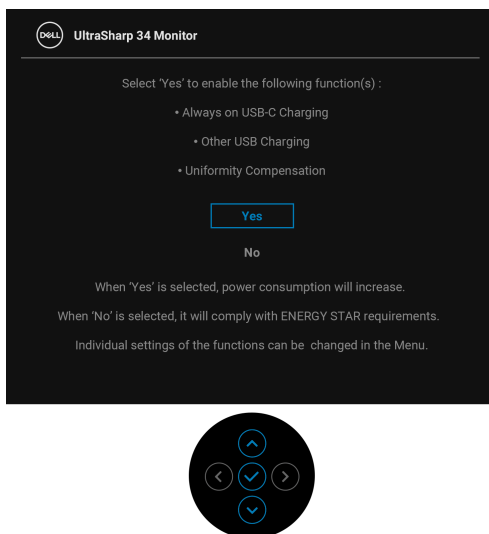 DELL
UltraSharp 34 Monitor
Select ‘Yes’ to enable the following function(s) :
• Always on USB-C Charging
• Other USB Charging
• Uniformity Compensation
Yes
No
When ‘Yes’ is selected, power consumption will increase.
When ‘No’ is selected, it will comply with ENERGY STAR requirements.
Individual settings of the functions can be  changed in the Menu.